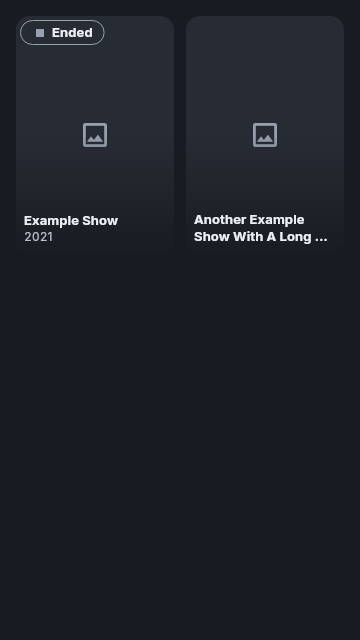 Ended
Example Show
2021
Another Example
Show With A Long ...